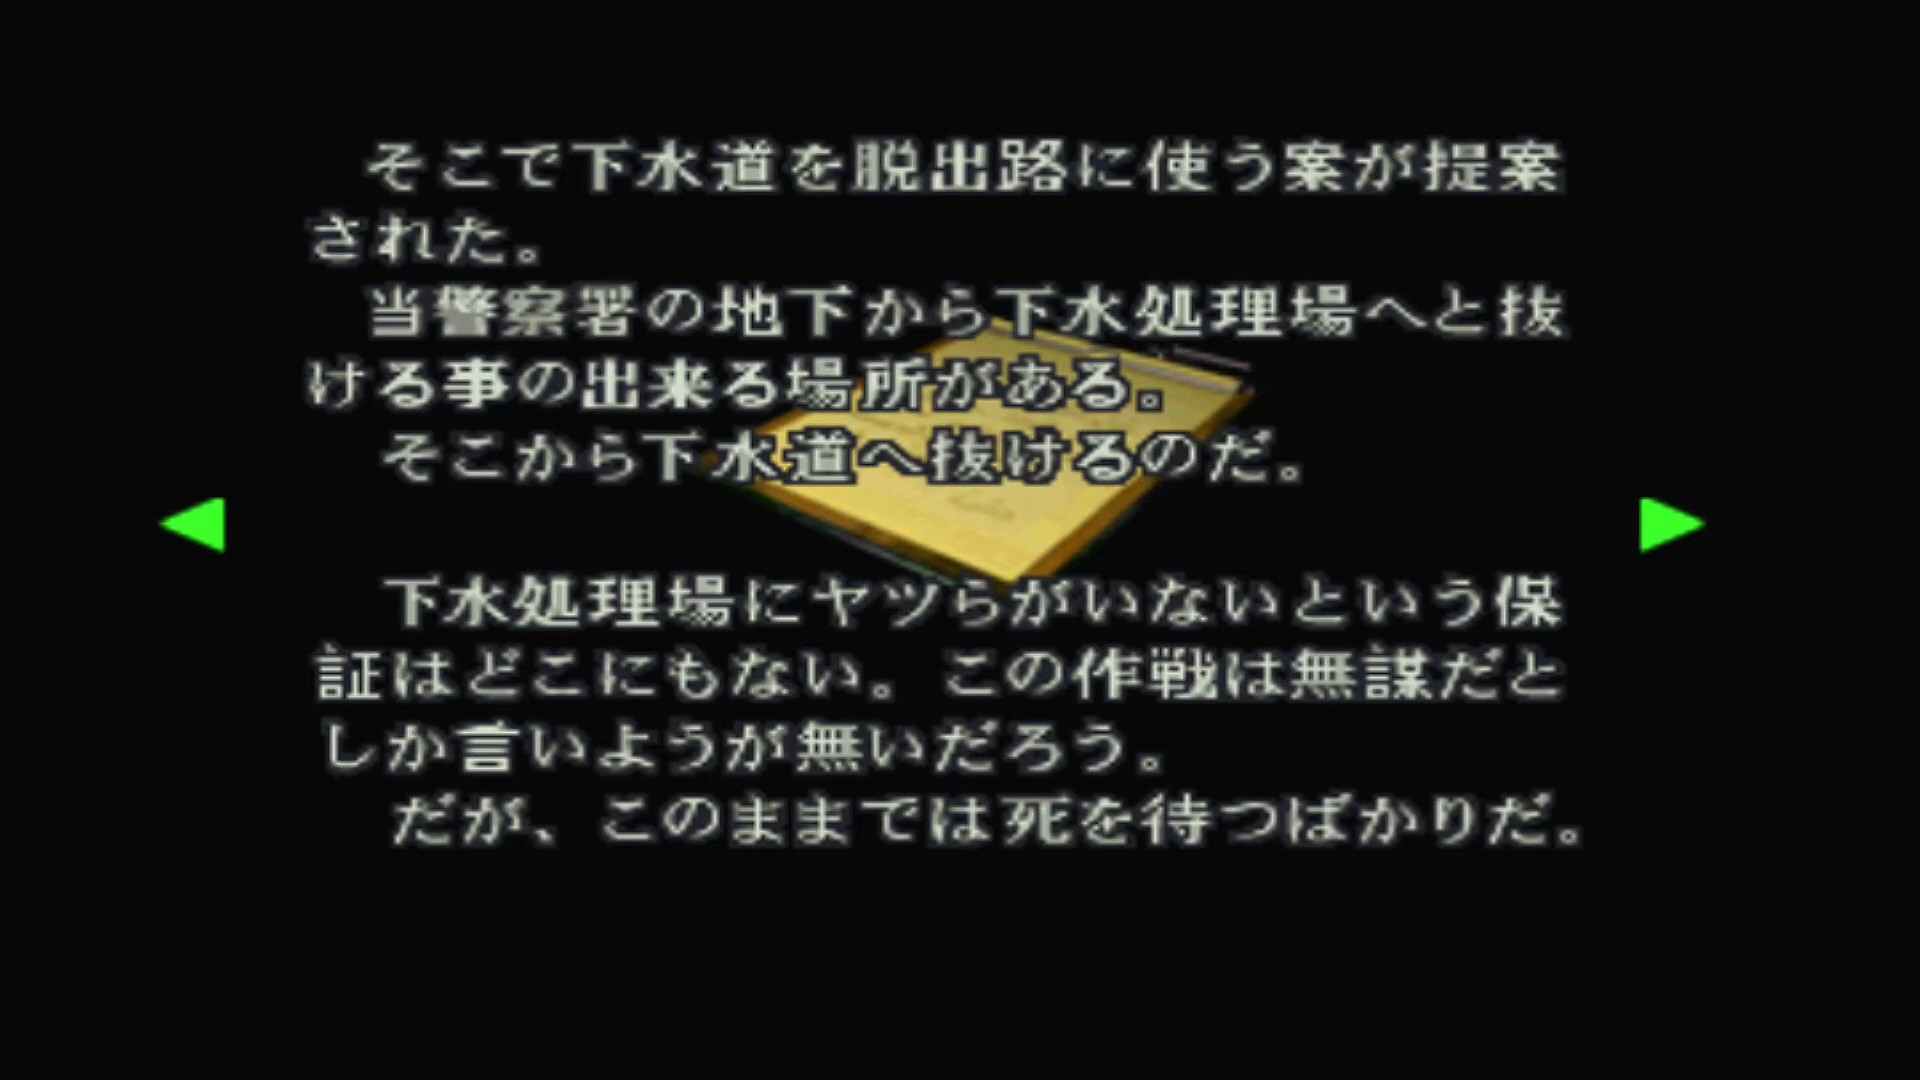 そこで下水道を脱出路に使う案が提案
された。
当警察署の地下から下水処理場へと抜
ける事の出来る場所がある。
そこから下水道へ抜けるのだ。
下水処理場にヤツらがいないという保
証はどこにもない。この作戦は無謀だと
しか言いようが無いだろう。
だが、このままでは死を待つばかりだ。